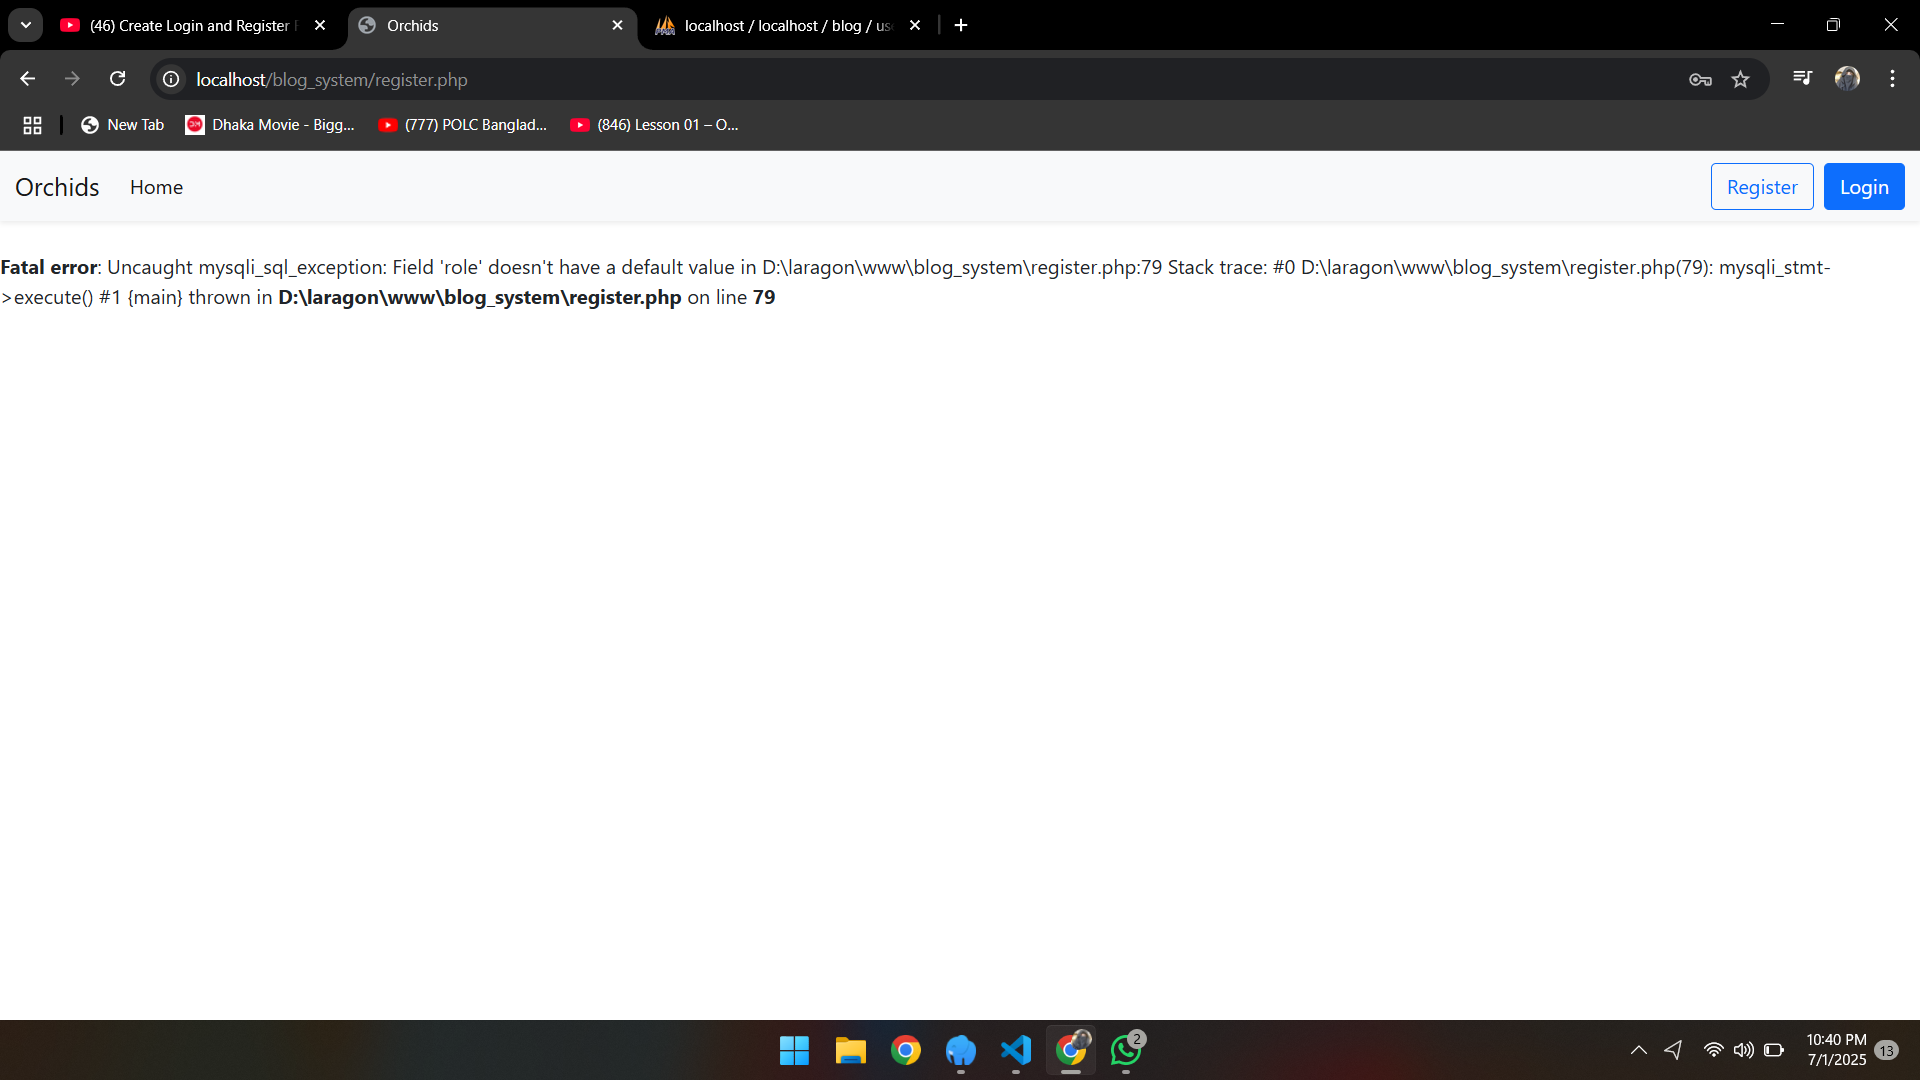 (46) Create Login and Register
Orchids
localhost / localhost / blog / us
localhost/blog_system/register.php
New Tab
Dhaka Movie - Bigg...
(777) POLC Banglad...
(846) Lesson 01 – O...
Orchids
Home
Register
Login
Fatal error: Uncaught mysqli_sql_exception: Field 'role' doesn't have a default value in D:\laragon\www\blog_system\register.php:79 Stack trace: #0 D:\laragon\www\blog_system\register.php(79): mysqli_stmt-
>execute() #1 {main} thrown in D:\laragon\www\blog_system\register.php on line 79
2
10:40 PM
7/1/2025
13